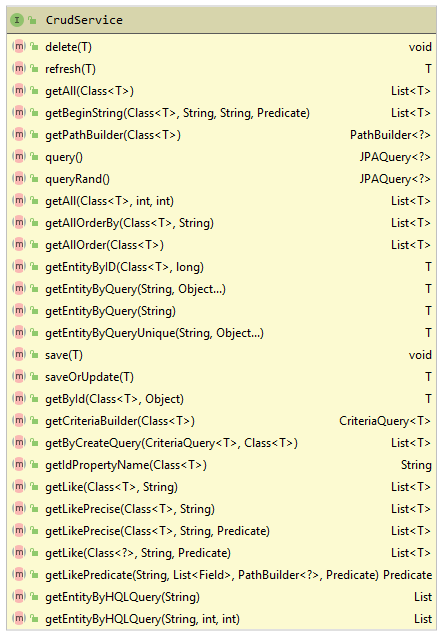 I CrudService
m delete(T) void
m refresh(T) T
m getAll(Class<T>) List<T>
m getBeginString(Class<T>, String, String, Predicate) List<T>
m getPathBuilder(Class<T>) PathBuilder<?>
m query() JPAQuery<?>
m queryRand() JPAQuery<?>
m getAll(Class<T>, int, int) List<T>
m getAllOrderBy(Class<T>, String) List<T>
m getAllOrder(Class<T>) List<T>
m getEntityByID(Class<T>, long) T
m getEntityByQuery(String, Object...) T
m getEntityByQuery(String) T
m getEntityByQueryUnique(String, Object...) T
m save(T) void
m saveOrUpdate(T) T
m getById(Class<T>, Object) T
m getCriteriaBuilder(Class<T>) CriteriaQuery<T>
m getByCreateQuery(CriteriaQuery<T>, Class<T>) List<T>
m getIdPropertyName(Class<T>) String
m getLike(Class<T>, String) List<T>
m getLikePrecise(Class<T>, String) List<T>
m getLikePrecise(Class<T>, String, Predicate) List<T>
m getLike(Class<?>, String, Predicate) List<T>
m getLikePredicate(String, List<Field>, PathBuilder<?>, Predicate) Predicate
m getEntityByHQLQuery(String) List
m getEntityByHQLQuery(String, int, int) List